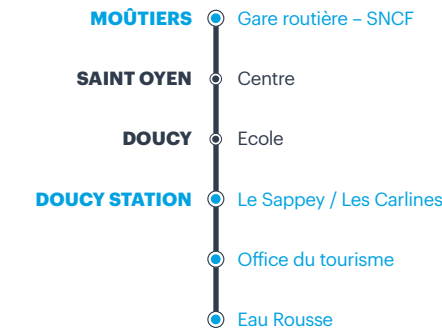 MOÛTIERS Gare routière – SNCF
SAINT OYEN Centre
DOUCY Ecole
DOUCY STATION Le Sappey / Les Carlines
Office du tourisme
Eau Rousse